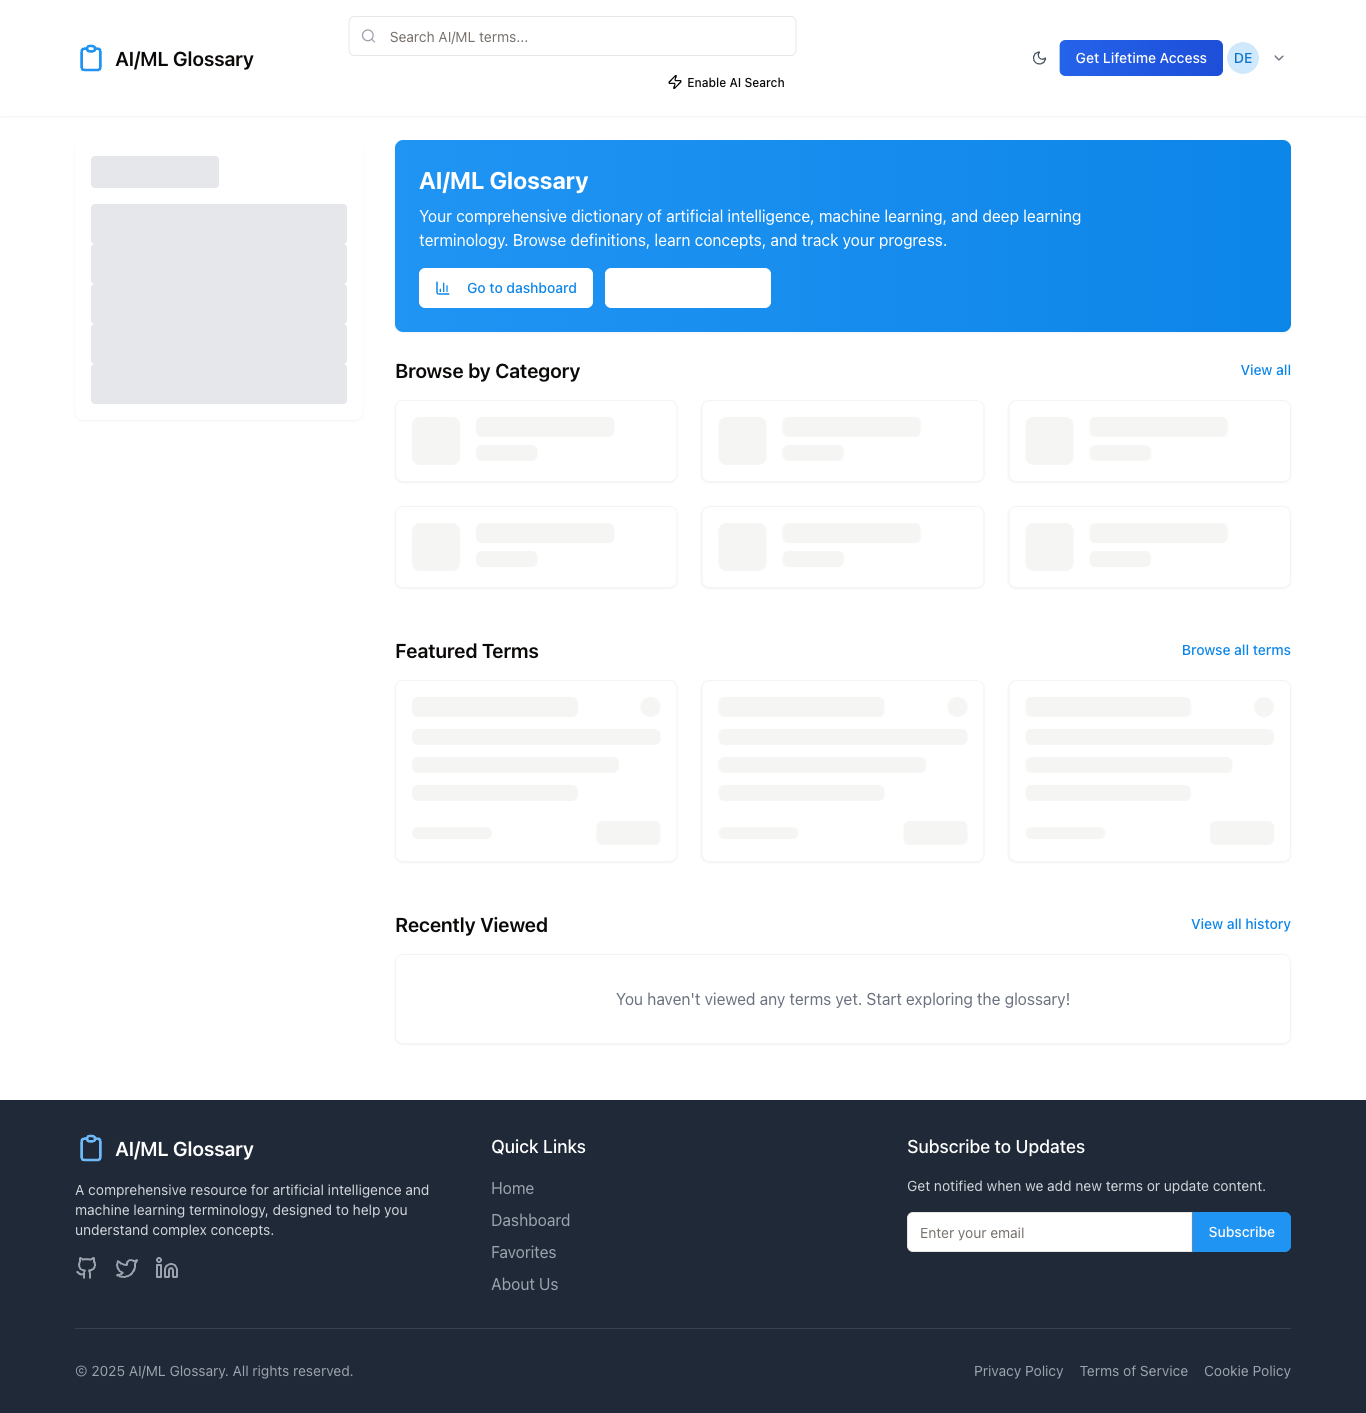 AI/ML Glossary
Search AI/ML terms...
Enable AI Search
Get Lifetime Access
DE
AI/ML Glossary
Your comprehensive dictionary of artificial intelligence, machine learning, and deep learning
terminology. Browse definitions, learn concepts, and track your progress.
Go to dashboard
Browse by Category
View all
Featured Terms
Browse all terms
Recently Viewed
View all history
You haven't viewed any terms yet. Start exploring the glossary!
AI/ML Glossary
A comprehensive resource for artificial intelligence and
machine learning terminology, designed to help you
understand complex concepts.
Quick Links
Home
Dashboard
Favorites
About Us
Subscribe to Updates
Get notified when we add new terms or update content.
Enter your email
Subscribe
© 2025 AI/ML Glossary. All rights reserved.
Privacy Policy
Terms of Service
Cookie Policy